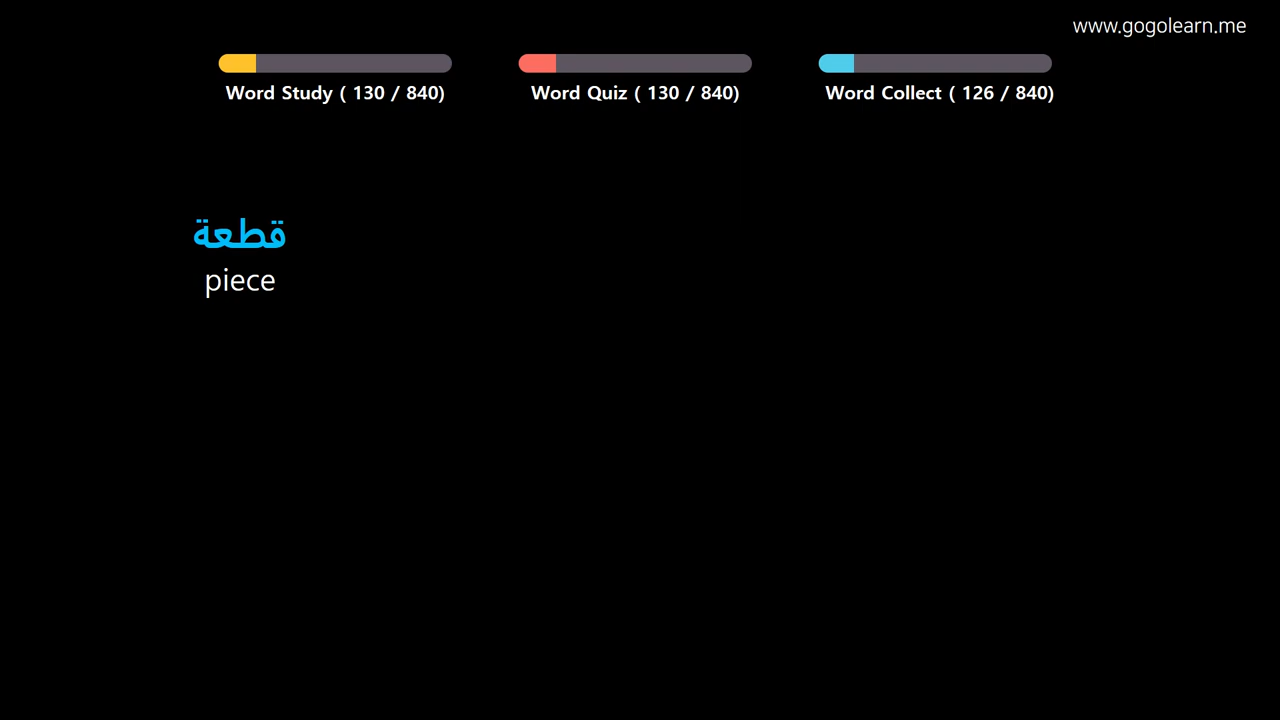 www.gogolearn.me
Word Study ( 130 / 840)
Word Quiz ( 130 / 840)
Word Collect ( 126 / 840)
قطعة
piece